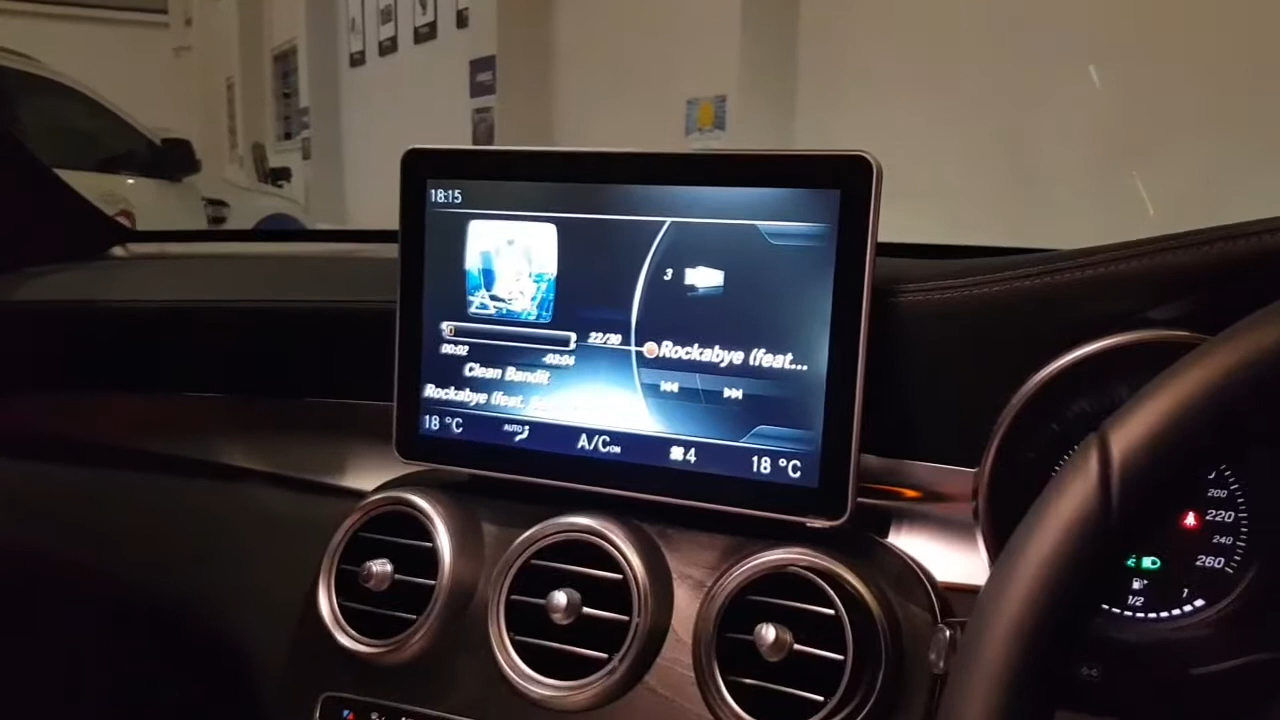 18:15
3
22/30
00:02
-03:04
Rockabye (feat...
Clean Bandit
Rockabye (feat.
18 °C
AUTO
A/C ON
4
18 °C
200
220
240
260
1/2
1